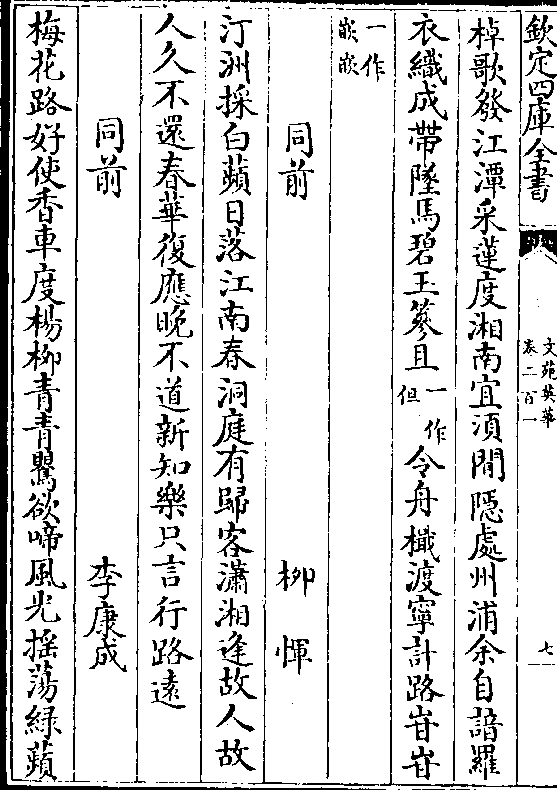 欽定四庫全書
文苑英華
卷二百一
七
棹歌發江潭采蓮度湘南宜須閒隱處舟浦余自諳羅
衣織成帶墜馬碧玉篸且一作但令舟檝渡寧計路岧岧
一作嵌嵌
同前 柳惲
汀洲採白蘋日落江南春洞庭有歸客瀟湘逢故人故
人久不還春華復應晚不道新知樂只言行路遠
同前 李康成
梅花路好使香車度楊柳青青鶯欲啼風光搖蕩綠蘋